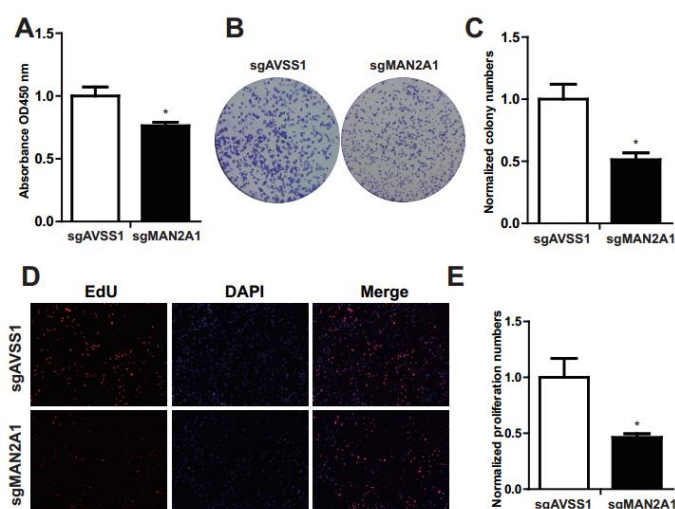 A
Absorbance OD450 nm
1.5
1.0
0.5
0.0
*
sgAVSS1 sgMAN2A1
B
sgAVSS1 sgMAN2A1
C
Normalized colony numbers
1.5
1.0
0.5
0.0
*
sgAVSS1 sgMAN2A1
D
EdU DAPI Merge
sgAVSS1
sgMAN2A1
E
Normalized proliferation numbers
1.5
1.0
0.5
0.0
*
sgAVSS1 sgMAN2A1